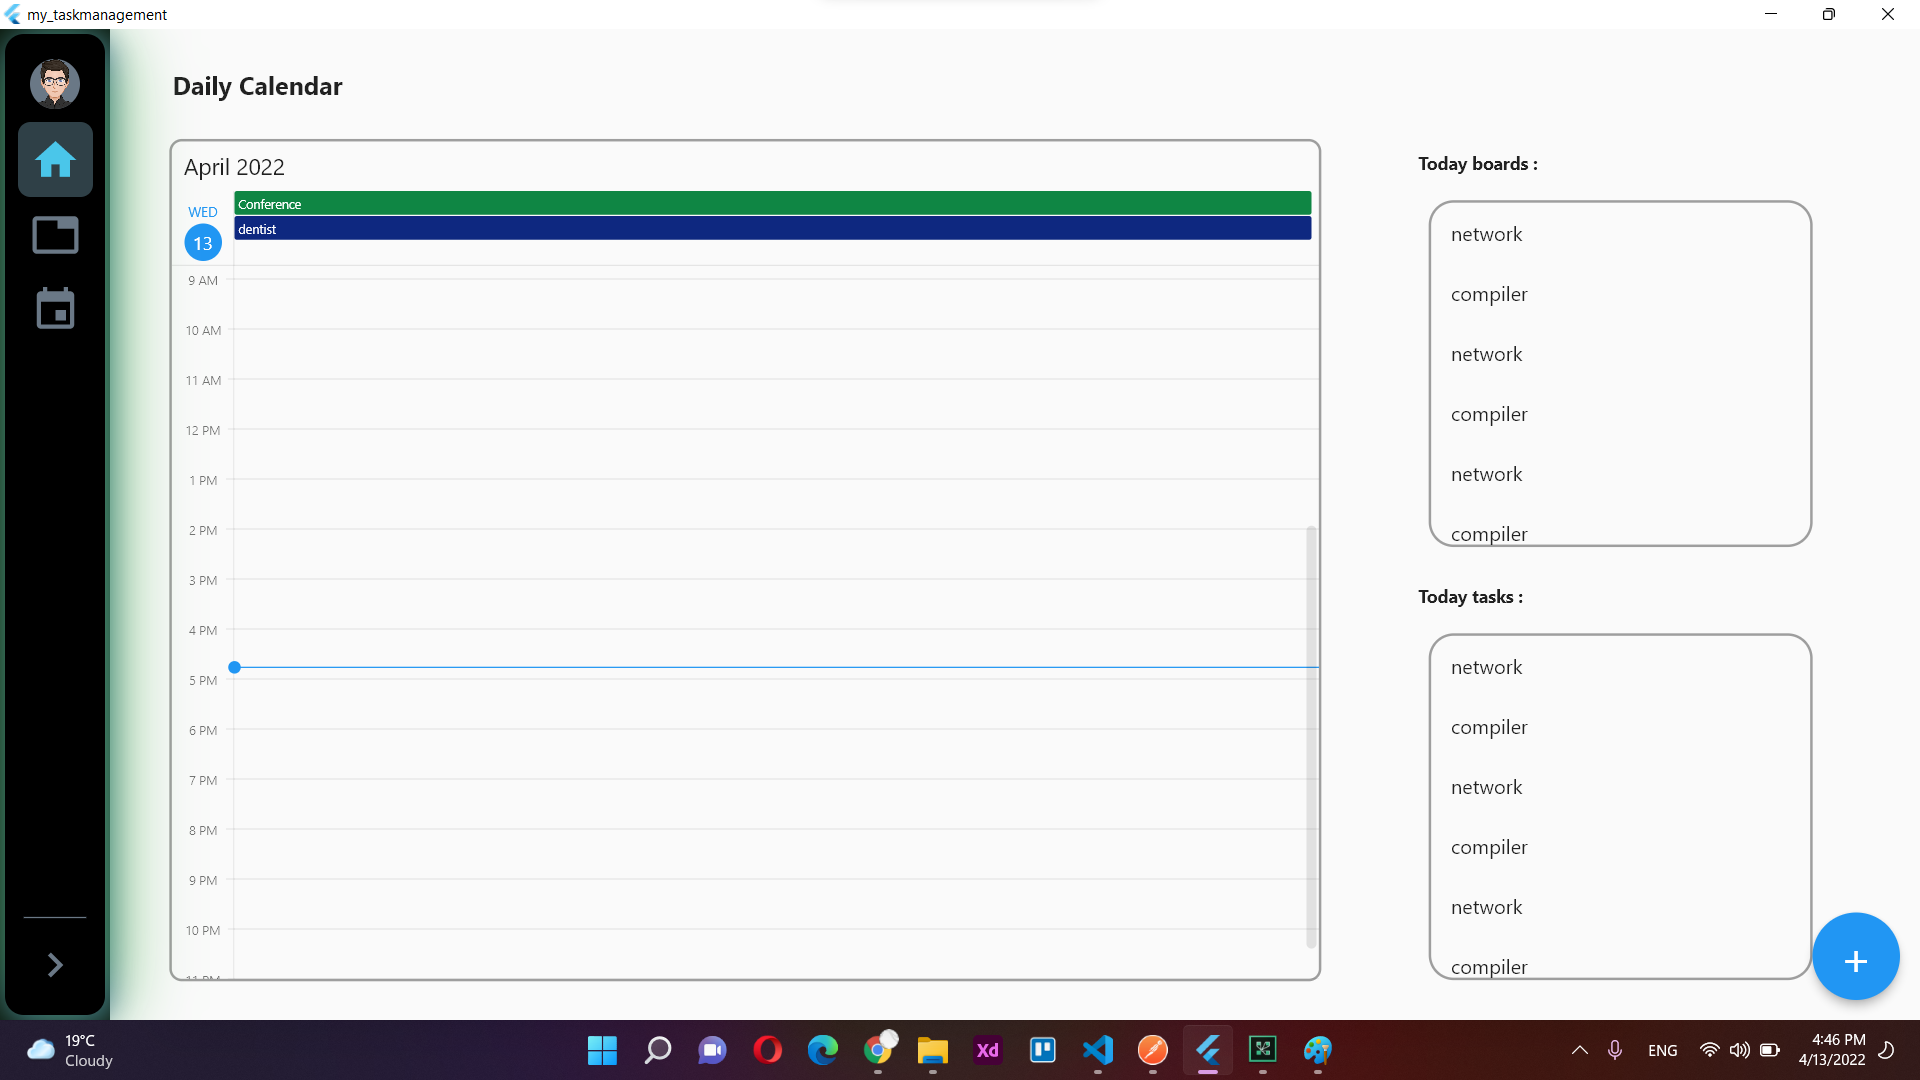 my_taskmanagement
Daily Calendar
April 2022
WED
13
Conference
dentist
9 AM
10 AM
11 AM
12 PM
1 PM
2 PM
3 PM
4 PM
5 PM
6 PM
7 PM
8 PM
9 PM
10 PM
11 PM
Today boards :
network
compiler
network
compiler
network
compiler
Today tasks :
network
compiler
network
compiler
network
compiler
+
19°C
Cloudy
Xd
ENG
4:46 PM
4/13/2022